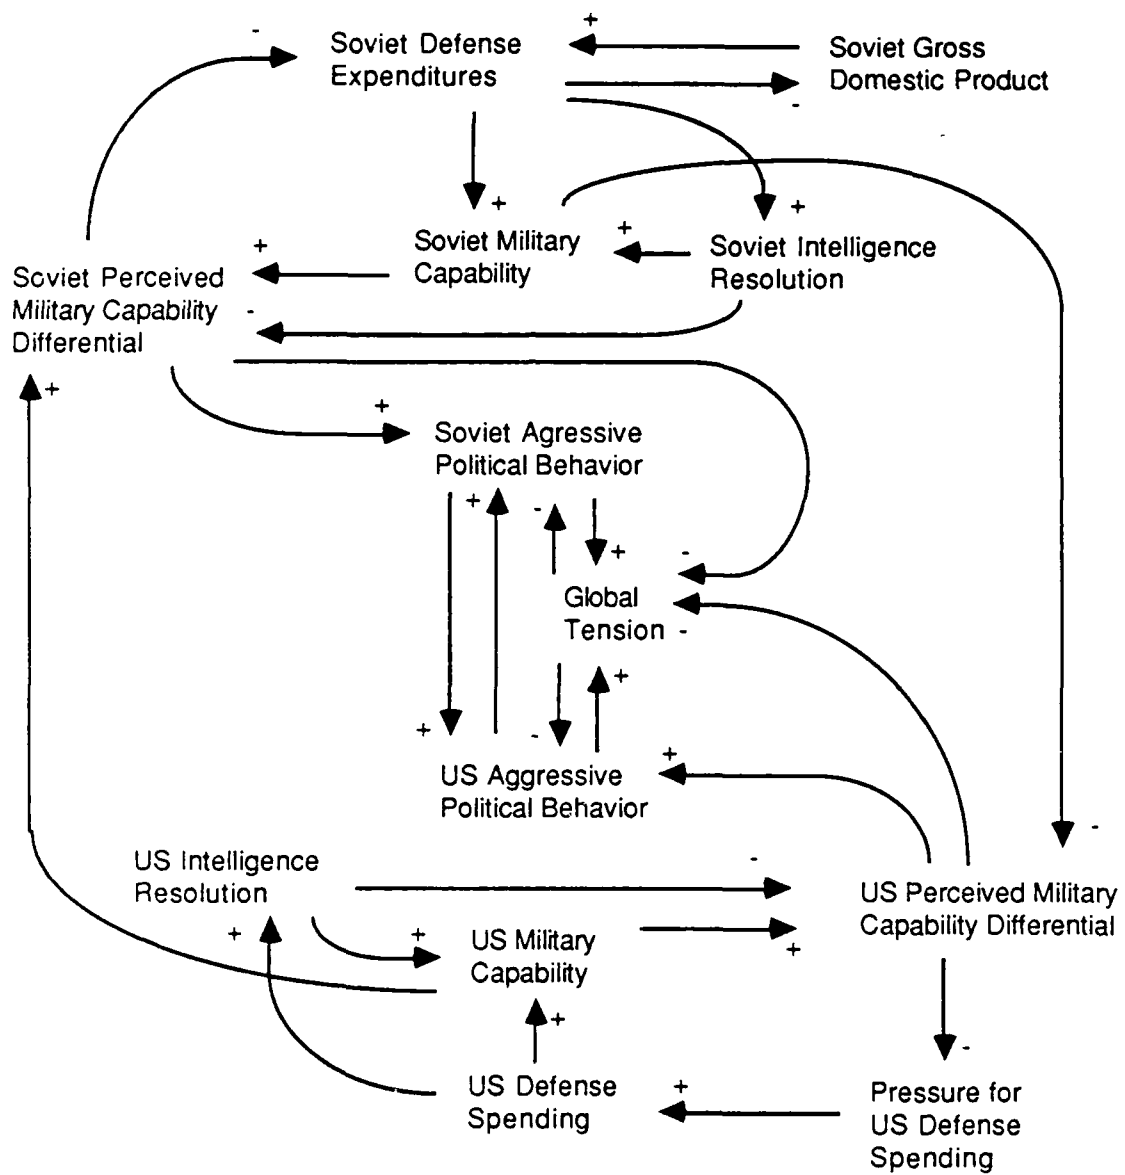 -
+
Soviet Defense
Expenditures
Soviet Gross
Domestic Product
-
+
+
+
Soviet Military
Capability
Soviet Intelligence
Resolution
+
Soviet Perceived
Military Capability
Differential
-
+
+
Soviet Agressive
Political Behavior
+
-
+
-
Global
Tension
-
+
+
-
+
US Aggressive
Political Behavior
-
US Intelligence
Resolution
-
US Perceived Military
Capability Differential
+
+
US Military
Capability
+
+
-
US Defense
Spending
+
Pressure for
US Defense
Spending